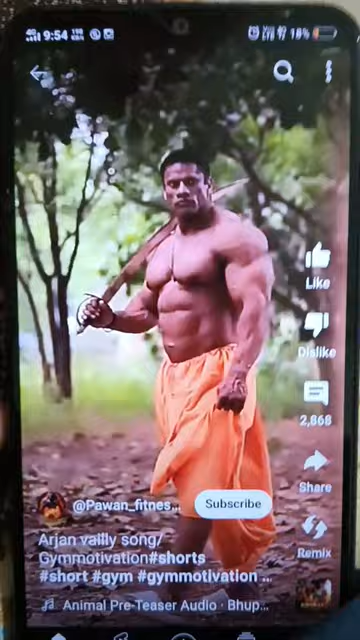 4G 9:54
18%
Like
Dislike
2,868
Share
@Pawan_fitnes... Subscribe
Remix
Arjan vailly song/
Gymmotivation#shorts
#short #gym #gymmotivation ...
Animal Pre-Teaser Audio · Bhup...